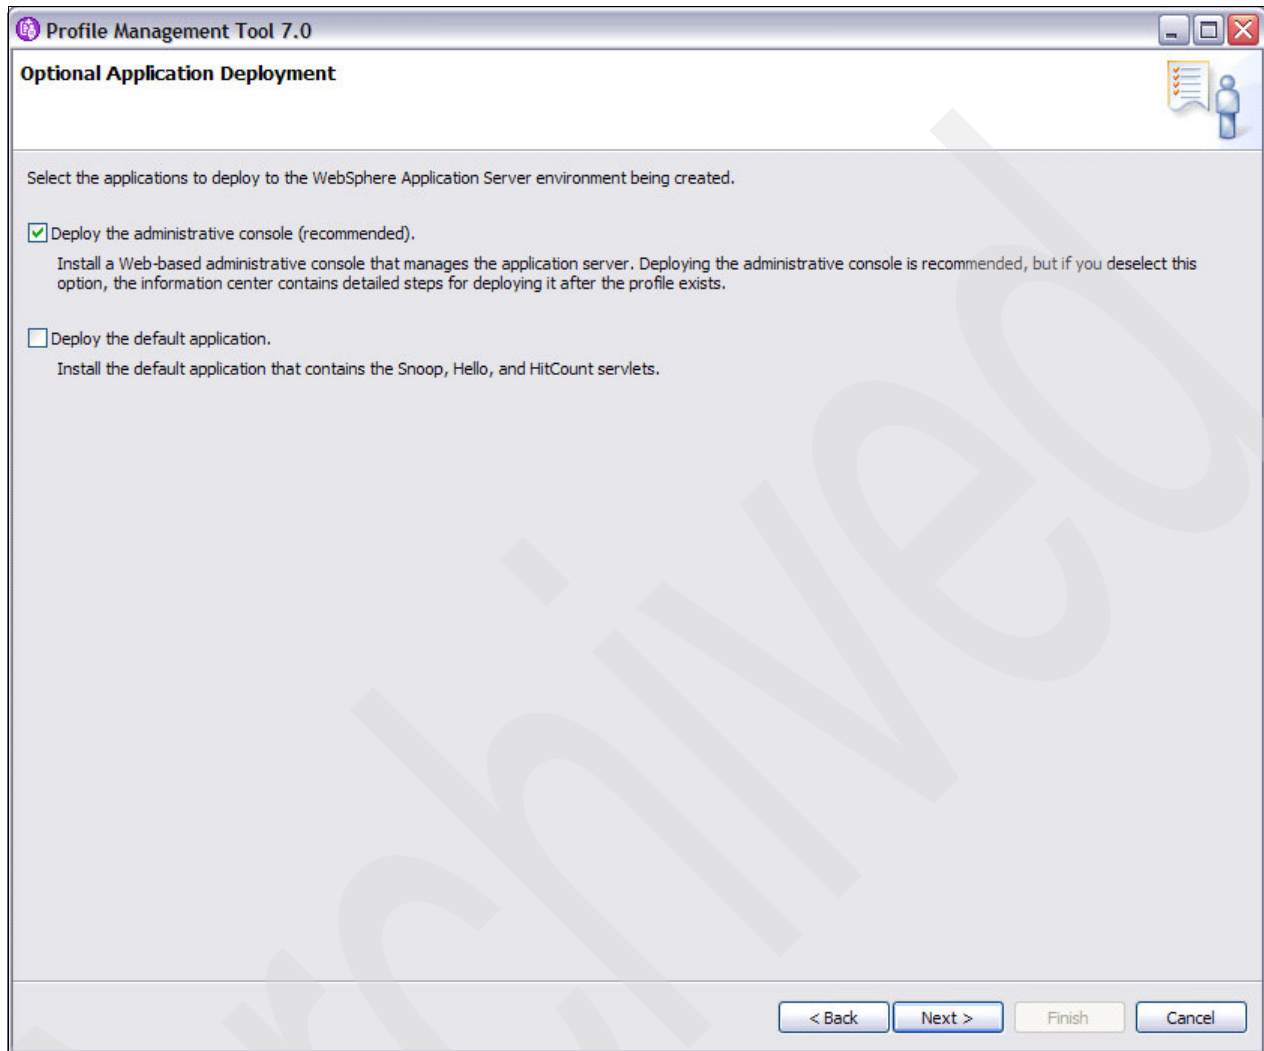 Profile Management Tool 7.0
Optional Application Deployment
Select the applications to deploy to the WebSphere Application Server environment being created.
Deploy the administrative console (recommended).
Install a Web-based administrative console that manages the application server. Deploying the administrative console is recommended, but if you deselect this
option, the information center contains detailed steps for deploying it after the profile exists.
Deploy the default application.
Install the default application that contains the Snoop, Hello, and HitCount servlets.
< Back Next > Finish Cancel
Archived